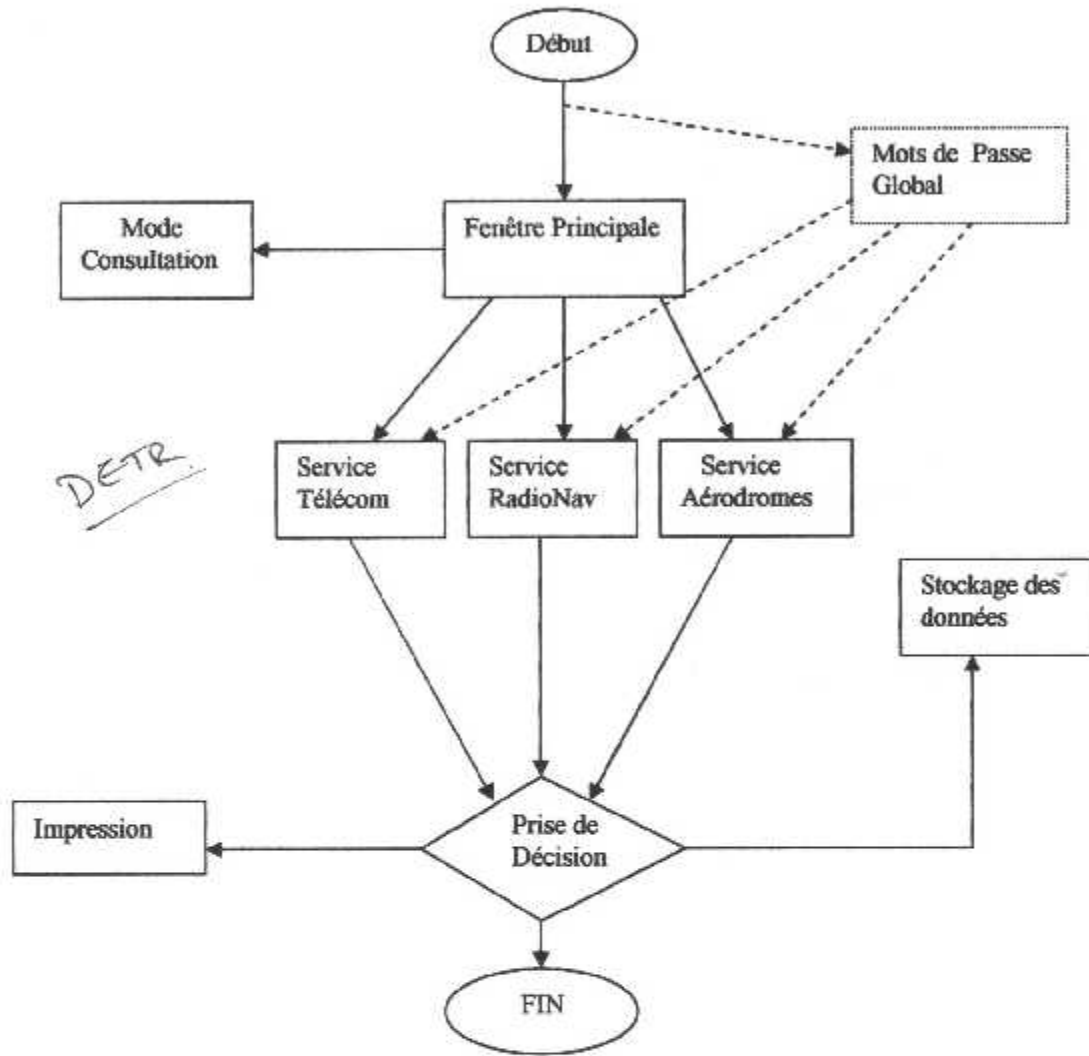 Début
Mots de Passe
Global
Mode
Consultation
Fenêtre Principale
DETR
Service
Télécom
Service
RadioNav
Service
Aérodromes
Stockage des
données
Impression
Prise de
Décision
FIN